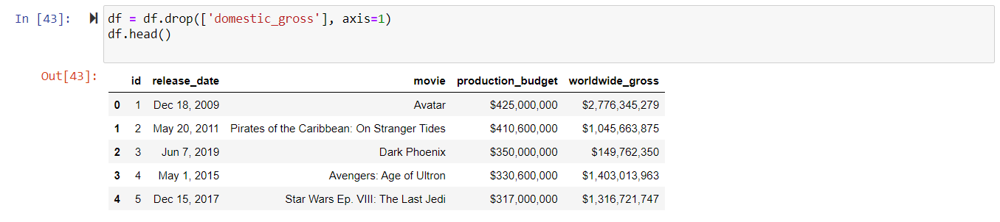 In [43]: df = df.drop(['domestic_gross'], axis=1)
df.head()
Out[43]:
id release_date movie production_budget worldwide_gross
0 1 Dec 18, 2009 Avatar $425,000,000 $2,776,345,279
1 2 May 20, 2011 Pirates of the Caribbean: On Stranger Tides $410,600,000 $1,045,663,875
2 3 Jun 7, 2019 Dark Phoenix $350,000,000 $149,762,350
3 4 May 1, 2015 Avengers: Age of Ultron $330,600,000 $1,403,013,963
4 5 Dec 15, 2017 Star Wars Ep. VIII: The Last Jedi $317,000,000 $1,316,721,747